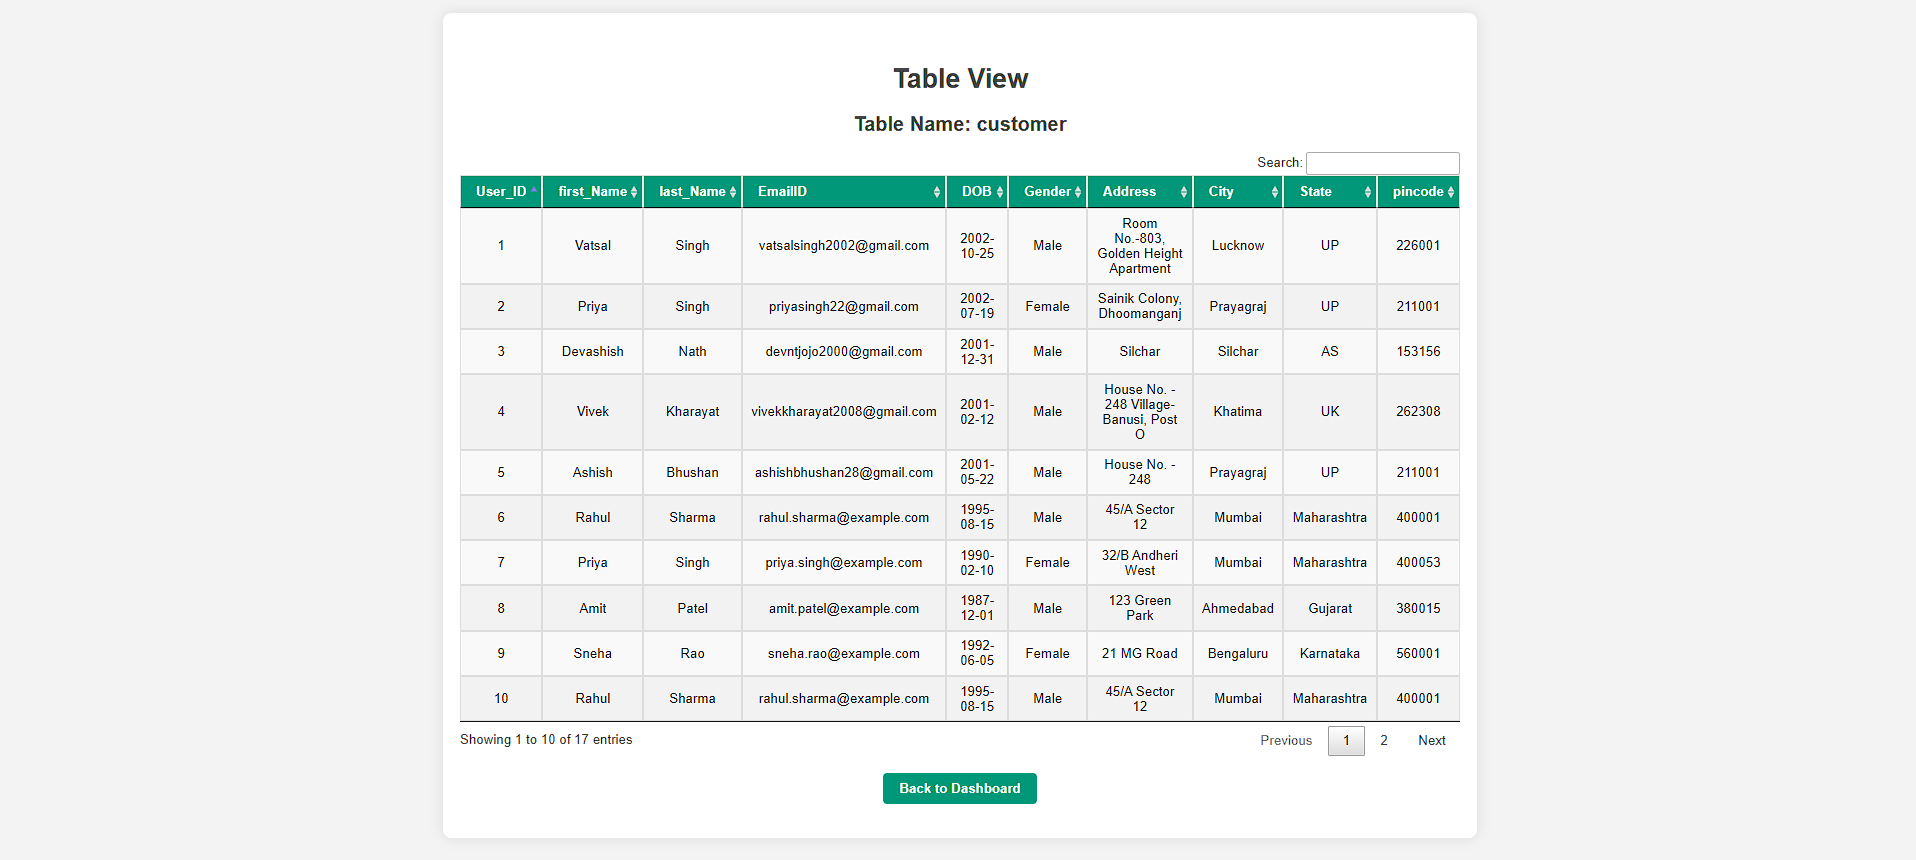 Table View
Table Name: customer
Search:
User_ID first_Name last_Name EmailID DOB Gender Address City State pincode
1 Vatsal Singh vatsalsingh2002@gmail.com 2002-10-25 Male Room No.-803, Golden Height Apartment Lucknow UP 226001
2 Priya Singh priyasingh22@gmail.com 2002-07-19 Female Sainik Colony, Dhoomanganj Prayagraj UP 211001
3 Devashish Nath devntjojo2000@gmail.com 2001-12-31 Male Silchar Silchar AS 153156
4 Vivek Kharayat vivekkharayat2008@gmail.com 2001-02-12 Male House No. - 248 Village- Banusi, Post O Khatima UK 262308
5 Ashish Bhushan ashishbhushan28@gmail.com 2001-05-22 Male House No. - 248 Prayagraj UP 211001
6 Rahul Sharma rahul.sharma@example.com 1995-08-15 Male 45/A Sector 12 Mumbai Maharashtra 400001
7 Priya Singh priya.singh@example.com 1990-02-10 Female 32/B Andheri West Mumbai Maharashtra 400053
8 Amit Patel amit.patel@example.com 1987-12-01 Male 123 Green Park Ahmedabad Gujarat 380015
9 Sneha Rao sneha.rao@example.com 1992-06-05 Female 21 MG Road Bengaluru Karnataka 560001
10 Rahul Sharma rahul.sharma@example.com 1995-08-15 Male 45/A Sector 12 Mumbai Maharashtra 400001
Showing 1 to 10 of 17 entries
Previous 1 2 Next
Back to Dashboard